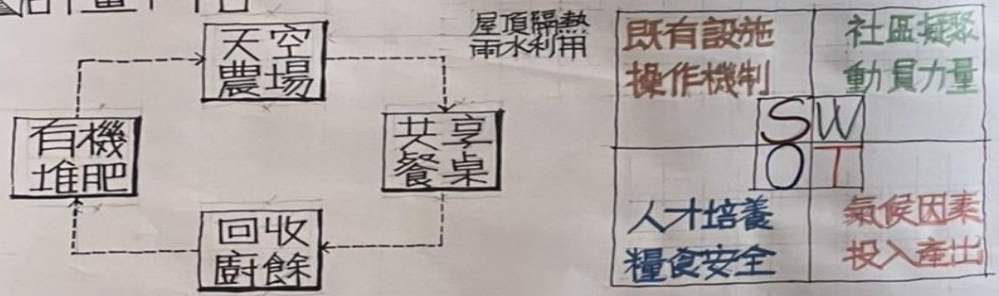 天空
農場
屋頂隔熱
雨水利用
有機
堆肥
共享
餐桌
回收
廚餘
既有設施
操作機制
社區凝聚
動員力量
S W
O T
人才培養
糧食安全
氣候因素
投入產出